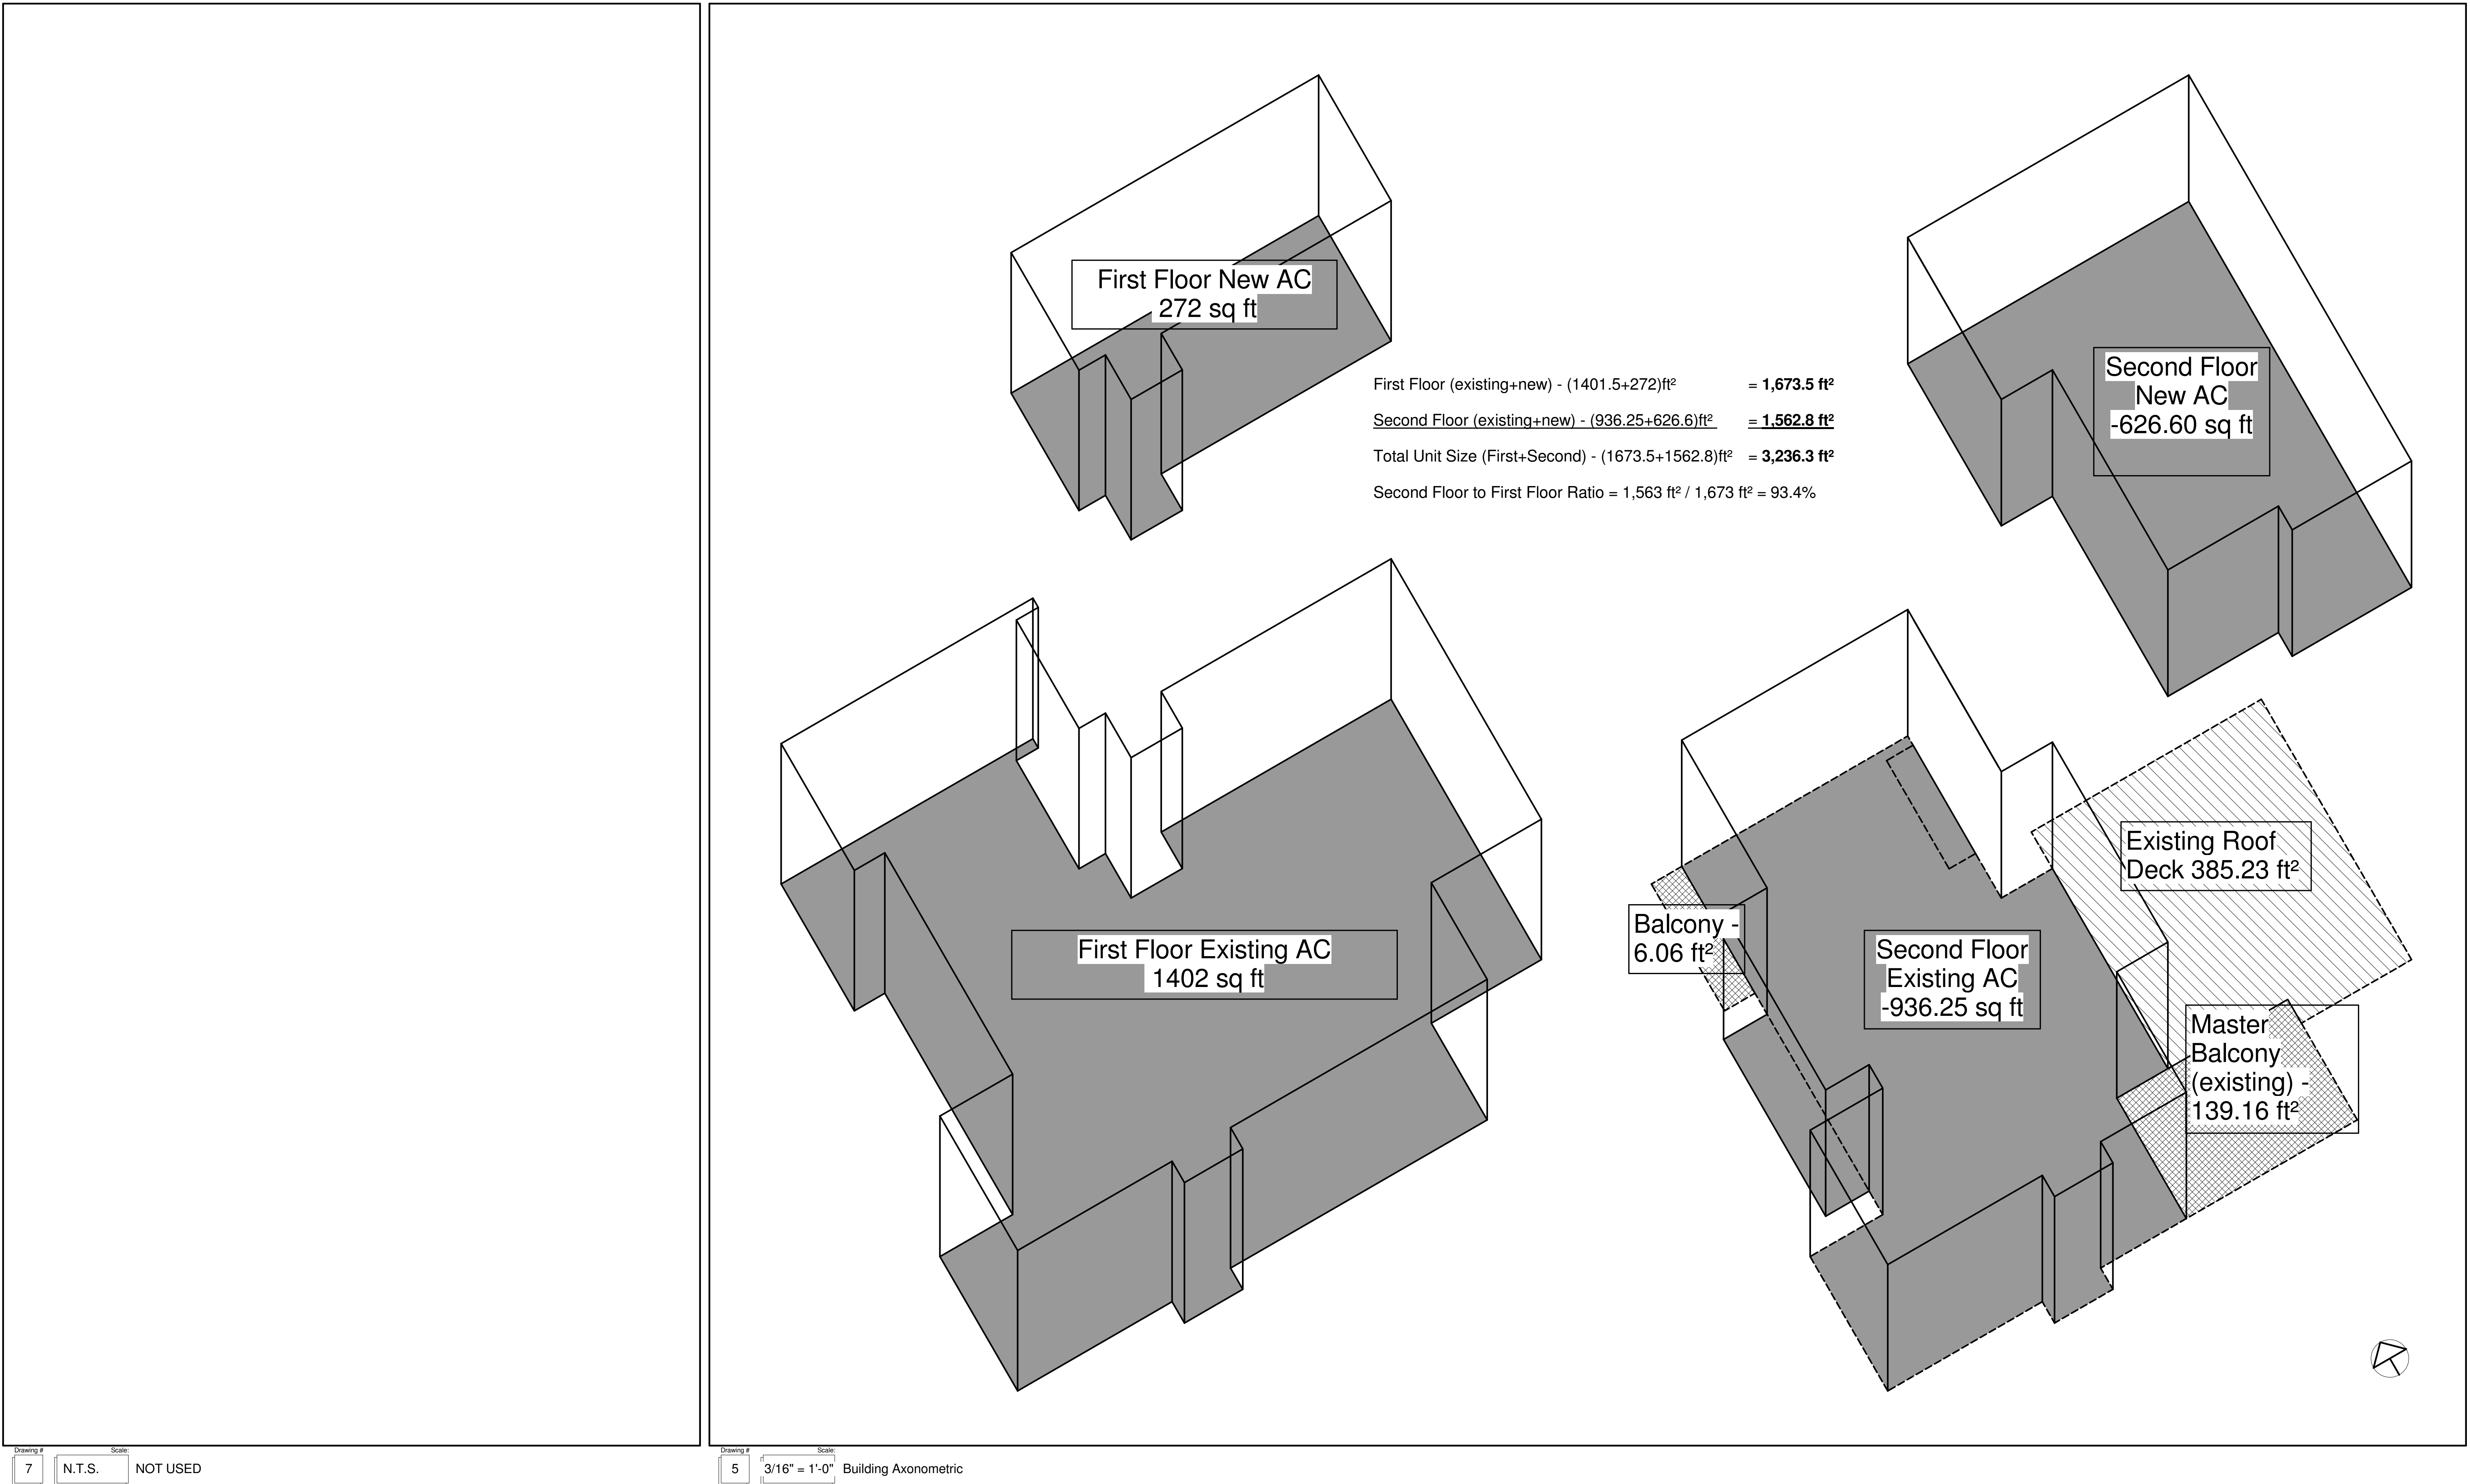 First Floor New AC
272 sq ft
First Floor (existing+new) - (1401.5+272)ft² = 1,673.5 ft²
Second Floor (existing+new) - (936.25+626.6)ft² = 1,562.8 ft²
Total Unit Size (First+Second) - (1673.5+1562.8)ft² = 3,236.3 ft²
Second Floor to First Floor Ratio = 1,563 ft² / 1,673 ft² = 93.4%
Second Floor
New AC
-626.60 sq ft
First Floor Existing AC
1402 sq ft
Balcony -
6.06 ft²
Second Floor
Existing AC
-936.25 sq ft
Existing Roof
Deck 385.23 ft²
Master
Balcony
(existing) -
139.16 ft²
Drawing # Scale:
7 N.T.S. NOT USED
Drawing # Scale:
5 3/16" = 1'-0" Building Axonometric